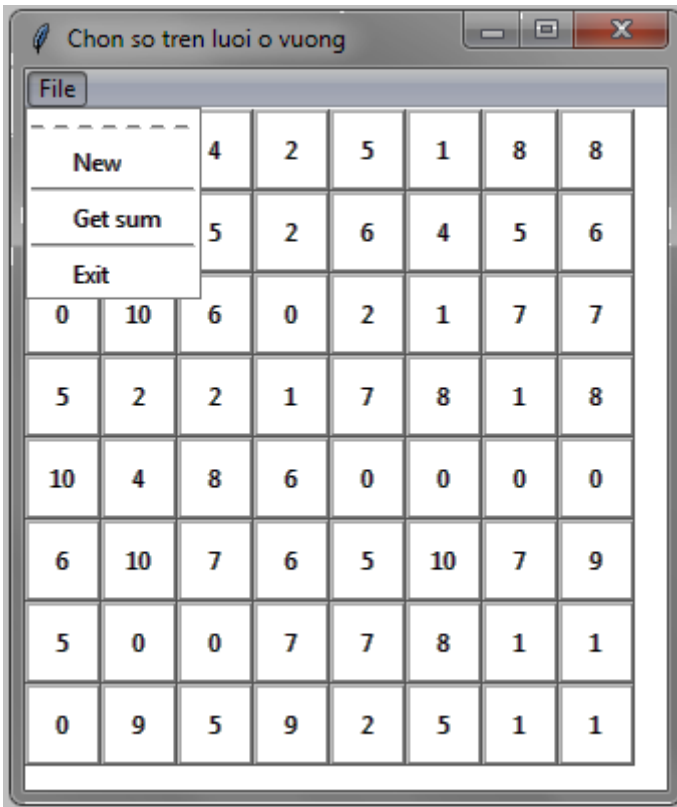 Chon so tren luoi o vuong
File
New
4 2 5 1 8 8
Get sum
5 2 6 4 5 6
Exit
0 10 6 0 2 1 7 7
5 2 2 1 7 8 1 8
10 4 8 6 0 0 0 0
6 10 7 6 5 10 7 9
5 0 0 7 7 8 1 1
0 9 5 9 2 5 1 1